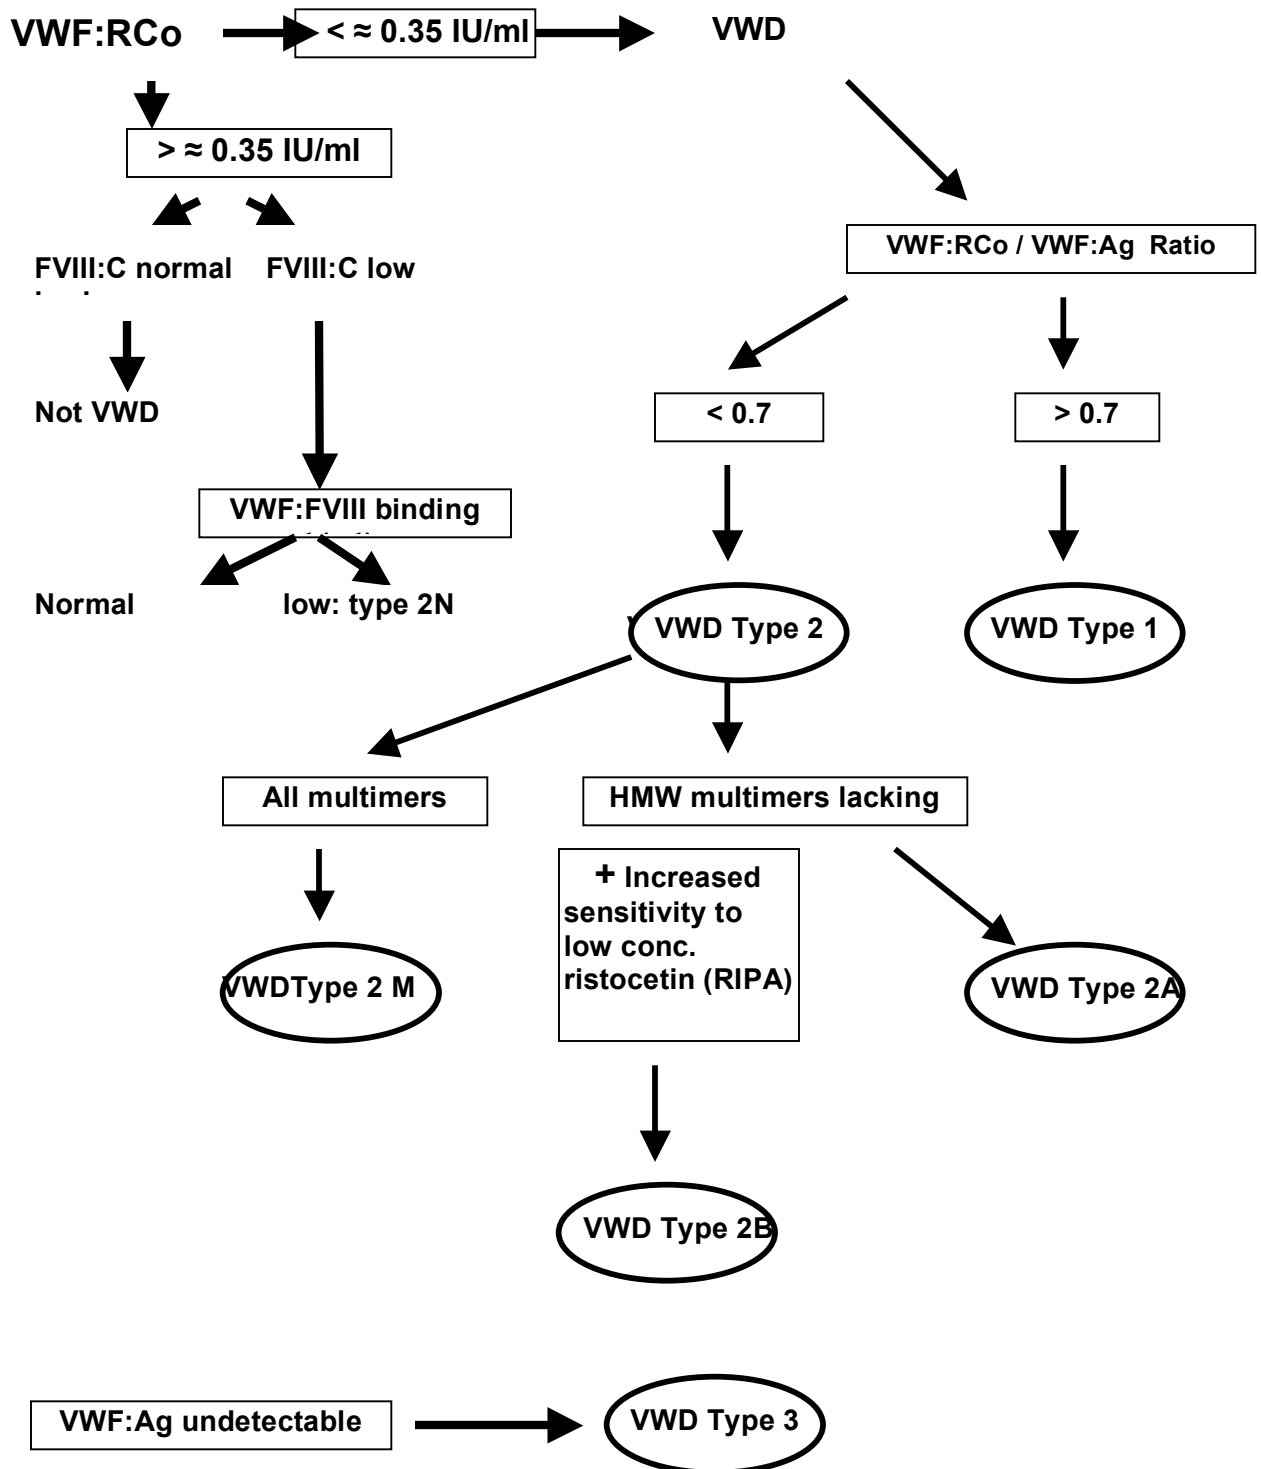 VWF:RCo
< ≈ 0.35 IU/ml
VWD
> ≈ 0.35 IU/ml
VWF:RCo / VWF:Ag Ratio
FVIII:C normal
FVIII:C low
< 0.7
> 0.7
Not VWD
VWF:FVIII binding
Normal
low: type 2N
VWD Type 2
VWD Type 1
All multimers
HMW multimers lacking
+ Increased
sensitivity to
low conc.
ristocetin (RIPA)
VWDType 2 M
VWD Type 2A
VWD Type 2B
VWF:Ag undetectable
VWD Type 3